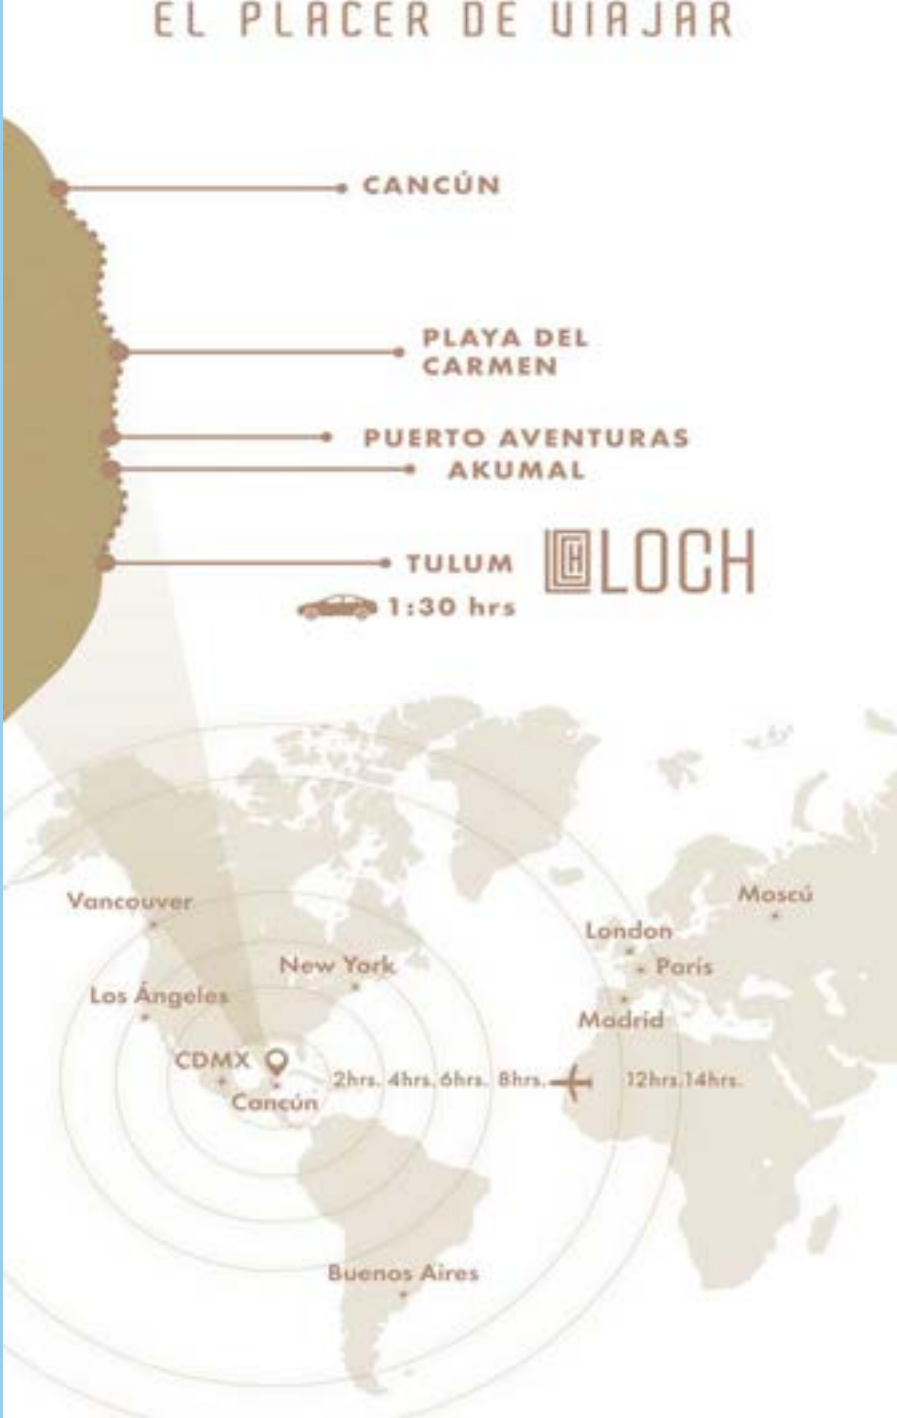 EL PLACER DE VIAJAR
CANCÚN
PLAYA DEL
CARMEN
PUERTO AVENTURAS
AKUMAL
TULUM
LCH LOCH
1:30 hrs
Vancouver
Moscú
London
New York
París
Los Ángeles
Madrid
CDMX
2hrs. 4hrs. 6hrs. 8hrs. 12hrs. 14hrs.
Cancún
Buenos Aires